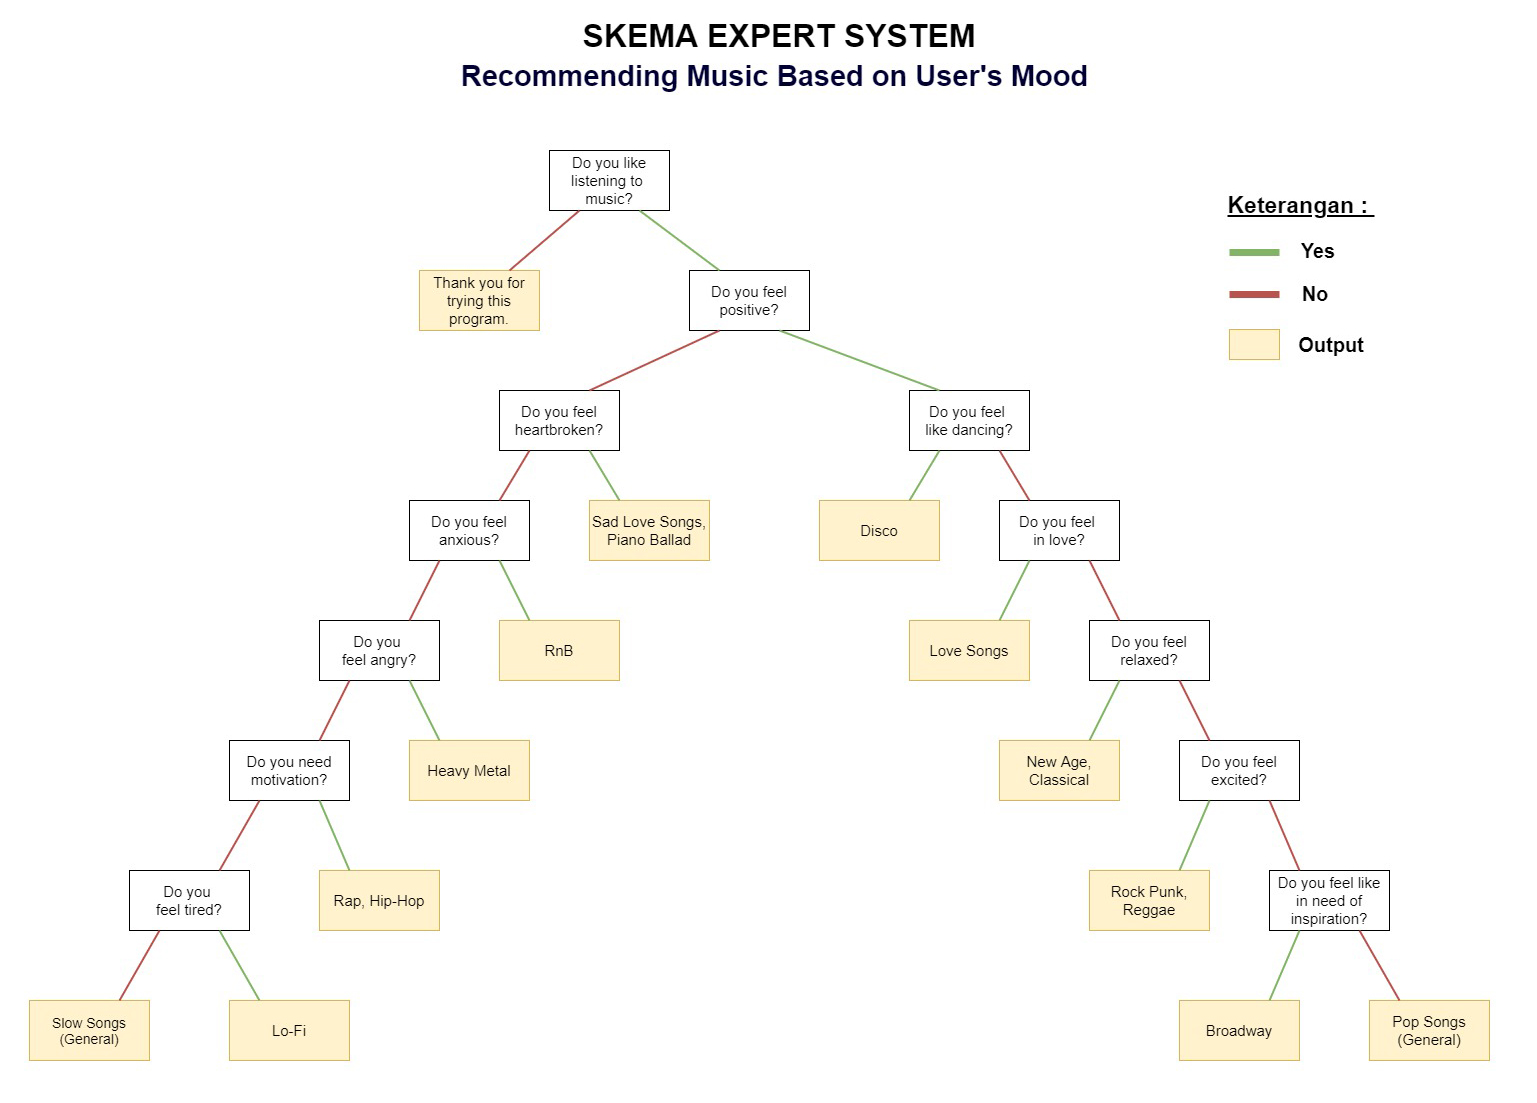 SKEMA EXPERT SYSTEM
Recommending Music Based on User's Mood
Do you like
listening to
music?
Keterangan :
Yes
No
Output
Thank you for
trying this
program.
Do you feel
positive?
Do you feel
heartbroken?
Do you feel
like dancing?
Do you feel
anxious?
Sad Love Songs,
Piano Ballad
Disco
Do you feel
in love?
Do you
feel angry?
RnB
Love Songs
Do you feel
relaxed?
Do you need
motivation?
Heavy Metal
New Age,
Classical
Do you feel
excited?
Do you
feel tired?
Rap, Hip-Hop
Rock Punk,
Reggae
Do you feel like
in need of
inspiration?
Slow Songs
(General)
Lo-Fi
Broadway
Pop Songs
(General)